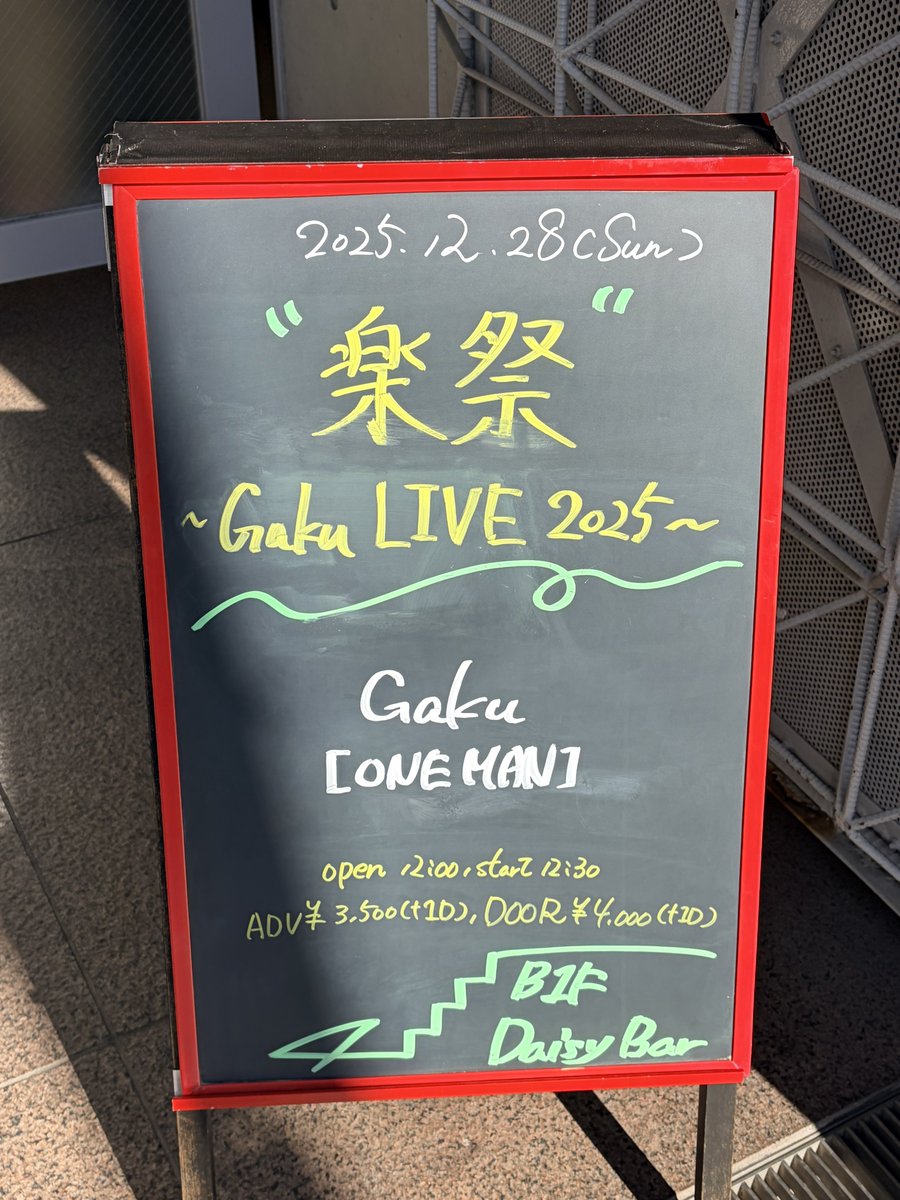 2025.12.28(Sun)
"楽祭"
~Gaku LIVE 2025~
Gaku
[ONE MAN]
open 12:00, start 12:30
ADV¥3,500(+1D), DOOR¥4,000(+1D)
B1F
Daisy Bar